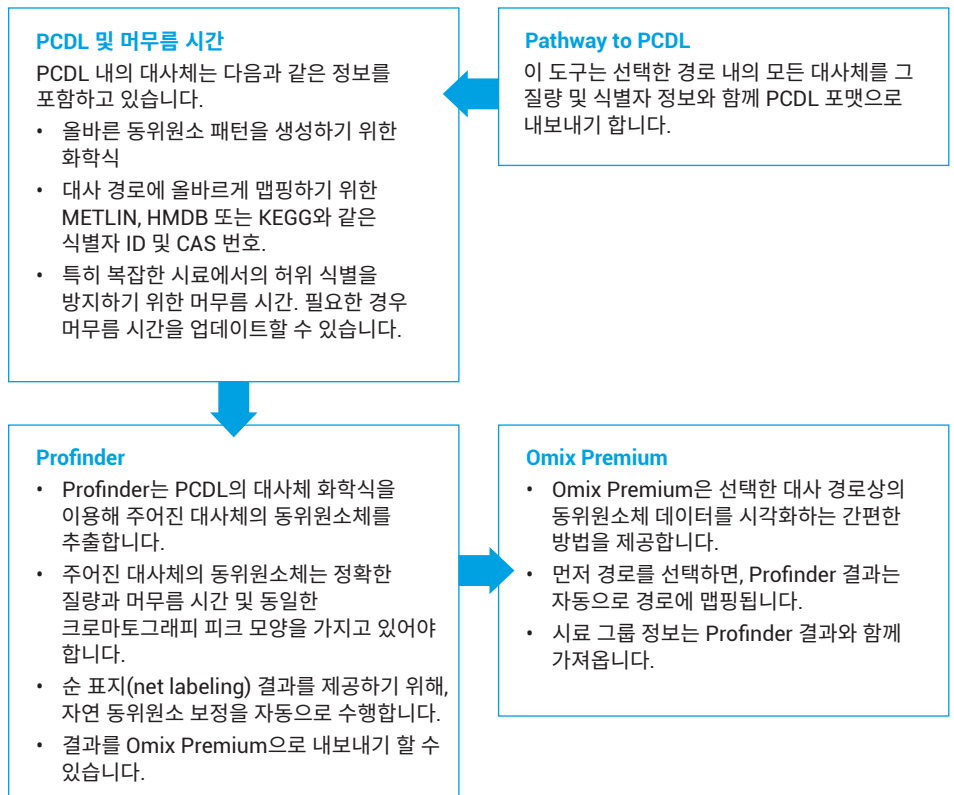 PCDL 및 머무름 시간
PCDL 내의 대사체는 다음과 같은 정보를
포함하고 있습니다.
• 올바른 동위원소 패턴을 생성하기 위한
화학식
• 대사 경로에 올바르게 맵핑하기 위한
METLIN, HMDB 또는 KEGG와 같은
식별자 ID 및 CAS 번호.
• 특히 복잡한 시료에서의 허위 식별을
방지하기 위한 머무름 시간. 필요한 경우
머무름 시간을 업데이트할 수 있습니다.
Pathway to PCDL
이 도구는 선택한 경로 내의 모든 대사체를 그
질량 및 식별자 정보와 함께 PCDL 포맷으로
내보내기 합니다.
Profinder
• Profinder는 PCDL의 대사체 화학식을
이용해 주어진 대사체의 동위원소체를
추출합니다.
• 주어진 대사체의 동위원소체는 정확한
질량과 머무름 시간 및 동일한
크로마토그래피 피크 모양을 가지고 있어야
합니다.
• 순 표지(net labeling) 결과를 제공하기 위해,
자연 동위원소 보정을 자동으로 수행합니다.
• 결과를 Omix Premium으로 내보내기 할 수
있습니다.
Omix Premium
• Omix Premium은 선택한 대사 경로상의
동위원소체 데이터를 시각화하는 간편한
방법을 제공합니다.
• 먼저 경로를 선택하면, Profinder 결과는
자동으로 경로에 맵핑됩니다.
• 시료 그룹 정보는 Profinder 결과와 함께
가져옵니다.